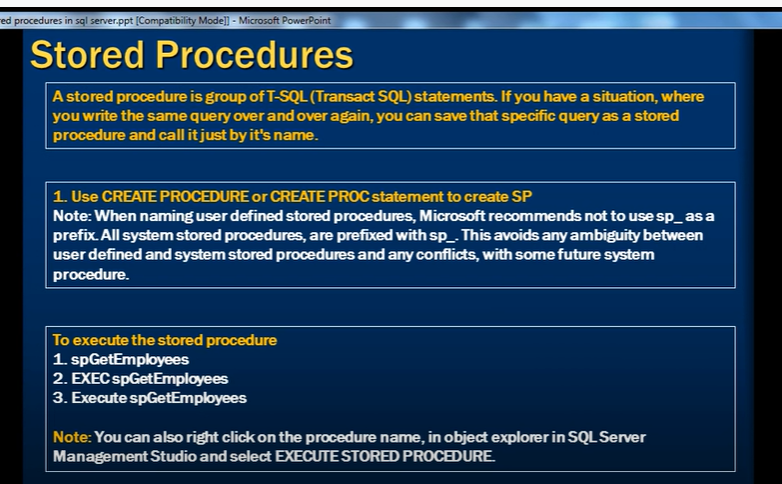 ed procedures in sql server.ppt [Compatibility Mode]] - Microsoft PowerPoint
Stored Procedures
A stored procedure is group of T-SQL (Transact SQL) statements. If you have a situation, where
you write the same query over and over again, you can save that specific query as a stored
procedure and call it just by it's name.
1. Use CREATE PROCEDURE or CREATE PROC statement to create SP
Note: When naming user defined stored procedures, Microsoft recommends not to use sp_ as a
prefix. All system stored procedures, are prefixed with sp_. This avoids any ambiguity between
user defined and system stored procedures and any conflicts, with some future system
procedure.
To execute the stored procedure
1. spGetEmployees
2. EXEC spGetEmployees
3. Execute spGetEmployees
Note: You can also right click on the procedure name, in object explorer in SQL Server
Management Studio and select EXECUTE STORED PROCEDURE.